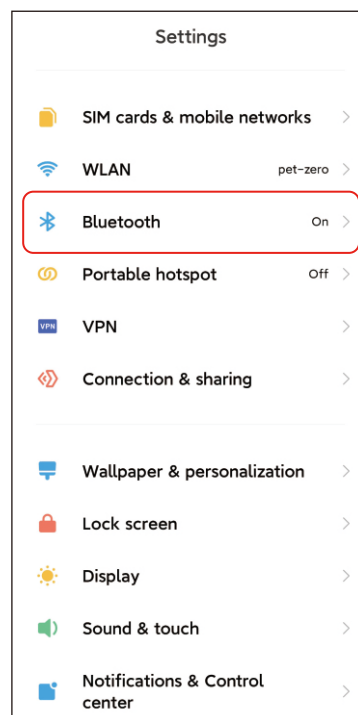 Settings
SIM cards & mobile networks
WLAN pet-zero
Bluetooth On
Portable hotspot Off
VPN VPN
Connection & sharing
Wallpaper & personalization
Lock screen
Display
Sound & touch
Notifications & Control
center